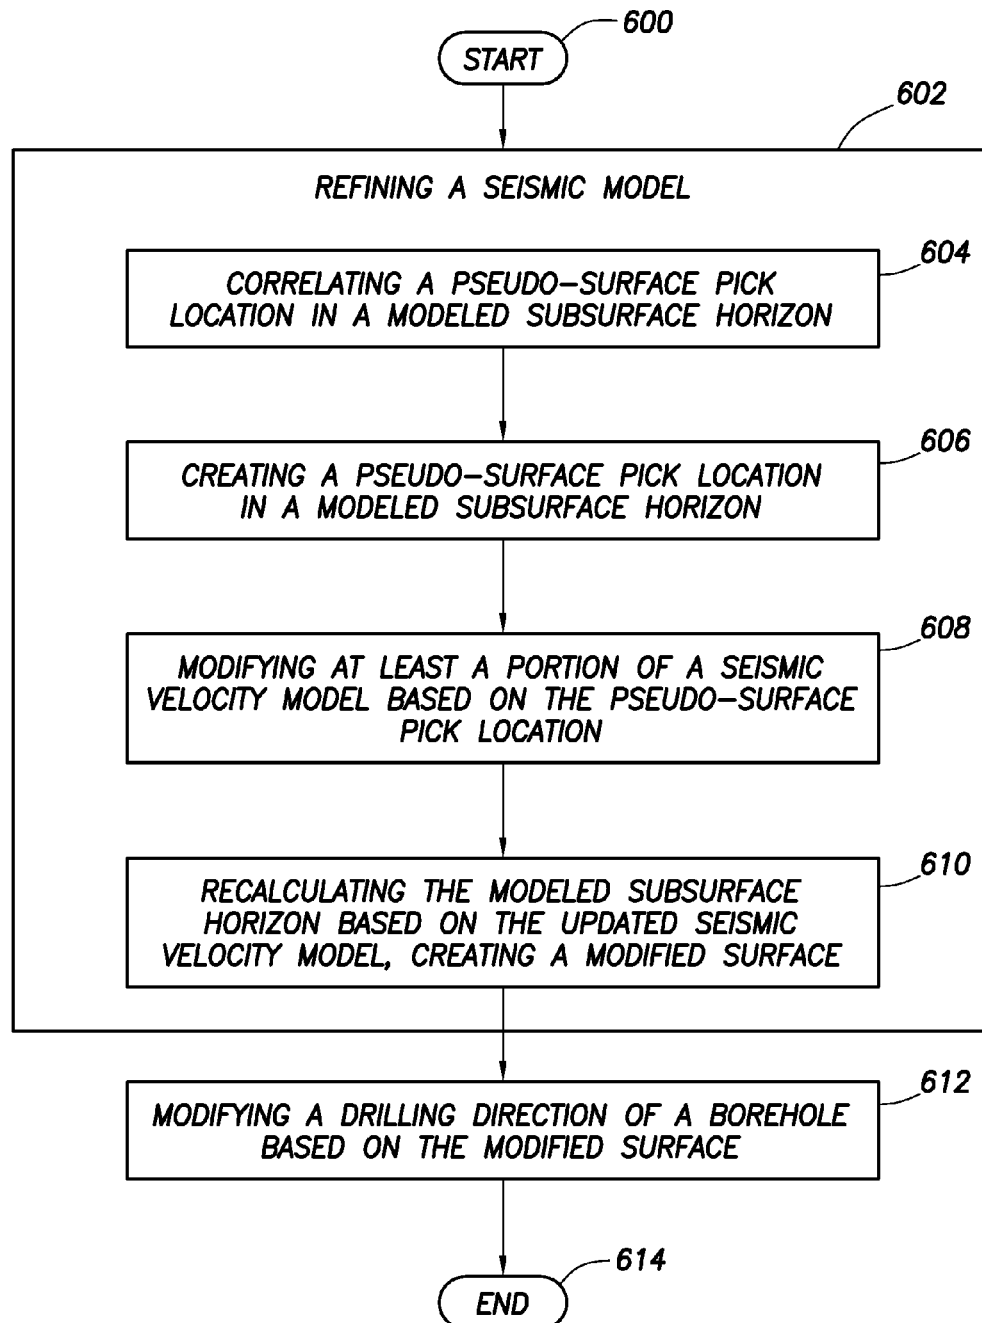 600
START
602
REFINING A SEISMIC MODEL
604
CORRELATING A PSEUDO-SURFACE PICK
LOCATION IN A MODELED SUBSURFACE HORIZON
606
CREATING A PSEUDO-SURFACE PICK LOCATION
IN A MODELED SUBSURFACE HORIZON
608
MODIFYING AT LEAST A PORTION OF A SEISMIC
VELOCITY MODEL BASED ON THE PSEUDO-SURFACE
PICK LOCATION
610
RECALCULATING THE MODELED SUBSURFACE
HORIZON BASED ON THE UPDATED SEISMIC
VELOCITY MODEL, CREATING A MODIFIED SURFACE
612
MODIFYING A DRILLING DIRECTION OF A BOREHOLE
BASED ON THE MODIFIED SURFACE
614
END